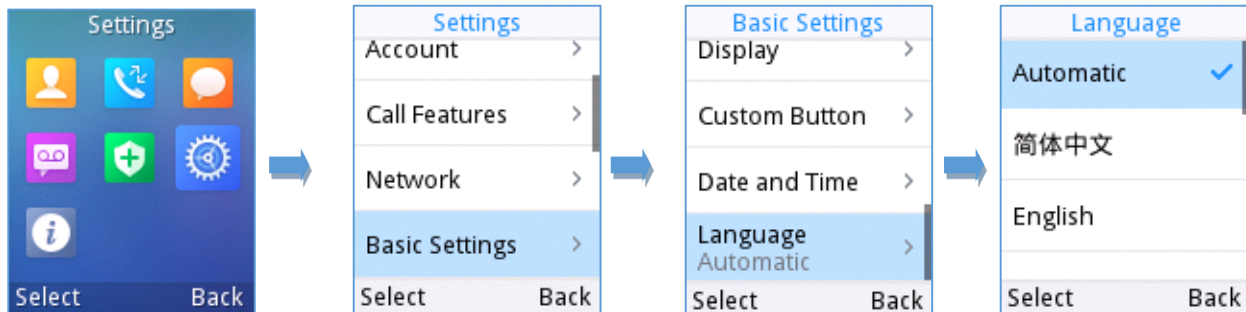 Settings
Select Back
Settings
Account
Call Features
Network
Basic Settings
Select Back
Basic Settings
Display
Custom Button
Date and Time
Language
Automatic
Select Back
Language
Automatic
简体中文
English
Select Back